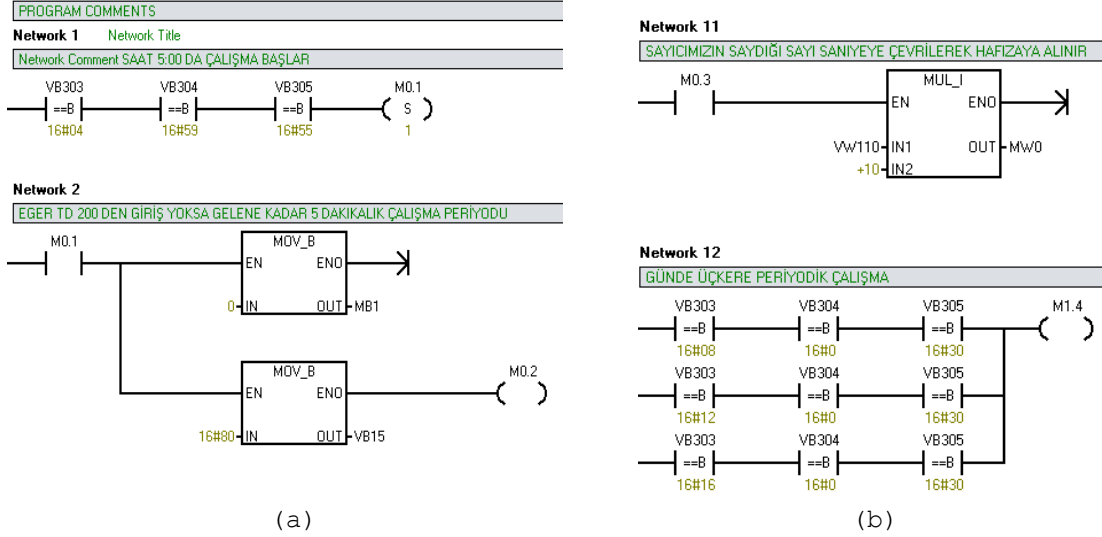 PROGRAM COMMENTS
Network 1 Network Title
Network Comment SAAT 5:00 DA ÇALIŞMA BAŞLAR
VB303 VB304 VB305 M0.1
==B ==B ==B S
16#04 16#59 16#55 1
Network 2
EGER TD 200 DEN GİRİŞ YOKSA GELENE KADAR 5 DAKIKALIK ÇALIŞMA PERİYODU
M0.1 MOV_B
EN ENO
0 IN OUT MB1
MOV_B M0.2
EN ENO
16#80 IN OUT VB15
(a)
Network 11
SAYICIMIZIN SAYDIĞI SAYI SANIYEYE ÇEVRİLEREK HAFIZAYA ALINIR
M0.3 MUL_I
EN ENO
VW110 IN1 OUT MW0
+10 IN2
Network 12
GÜNDE ÜÇKERE PERİYODİK ÇALIŞMA
VB303 VB304 VB305 M1.4
==B ==B ==B
16#08 16#0 16#30
VB303 VB304 VB305
==B ==B ==B
16#12 16#0 16#30
VB303 VB304 VB305
==B ==B ==B
16#16 16#0 16#30
(b)